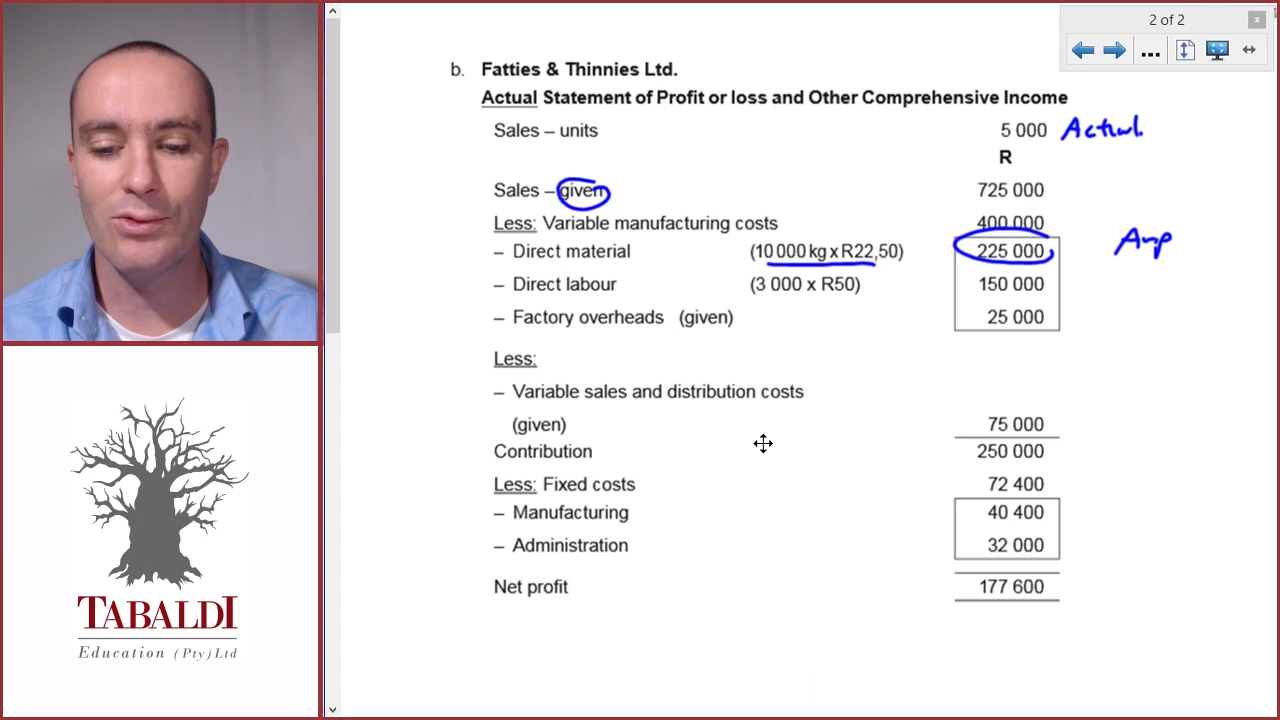 2 of 2
b. Fatties & Thinnies Ltd.
Actual Statement of Profit or loss and Other Comprehensive Income
Sales – units 5 000 Actual.
R
Sales – given 725 000
Less: Variable manufacturing costs 400 000
– Direct material (10 000 kg x R22,50) 225 000
– Direct labour (3 000 x R50) 150 000
– Factory overheads (given) 25 000
Less:
– Variable sales and distribution costs
(given) 75 000
Contribution 250 000
Less: Fixed costs 72 400
– Manufacturing 40 400
– Administration 32 000
Net profit 177 600
TABALDI
Education (Pty) Ltd